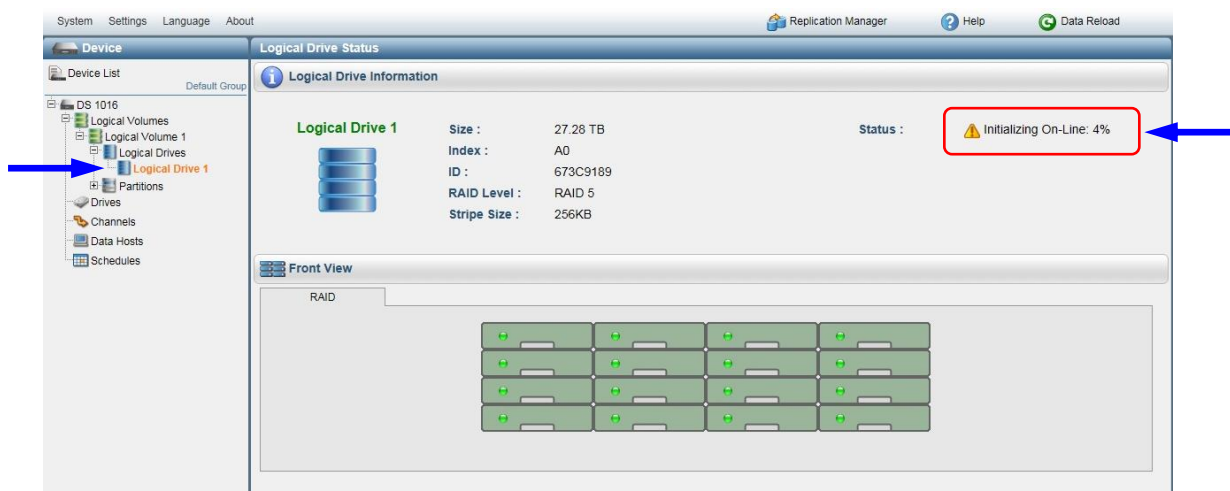 System Settings Language About
Replication Manager Help Data Reload
Device
Logical Drive Status
Device List
Default Group
Logical Drive Information
DS 1016
Logical Volumes
Logical Volume 1
Logical Drives
Logical Drive 1
Partitions
Drives
Channels
Data Hosts
Schedules
Logical Drive 1
Size : 27.28 TB
Index : A0
ID : 673C9189
RAID Level : RAID 5
Stripe Size : 256KB
Status : Initializing On-Line: 4%
Front View
RAID